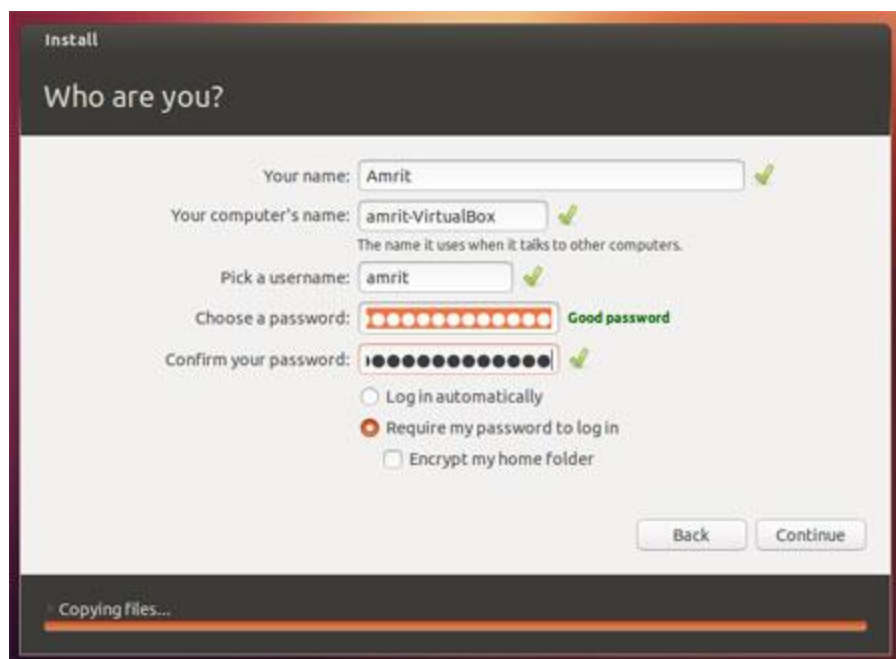 Install
Who are you?
Your name: Amrit
Your computer's name: amrit-VirtualBox
The name it uses when it talks to other computers.
Pick a username: amrit
Choose a password: Good password
Confirm your password:
Log in automatically
Require my password to log in
Encrypt my home folder
Back Continue
Copying files...